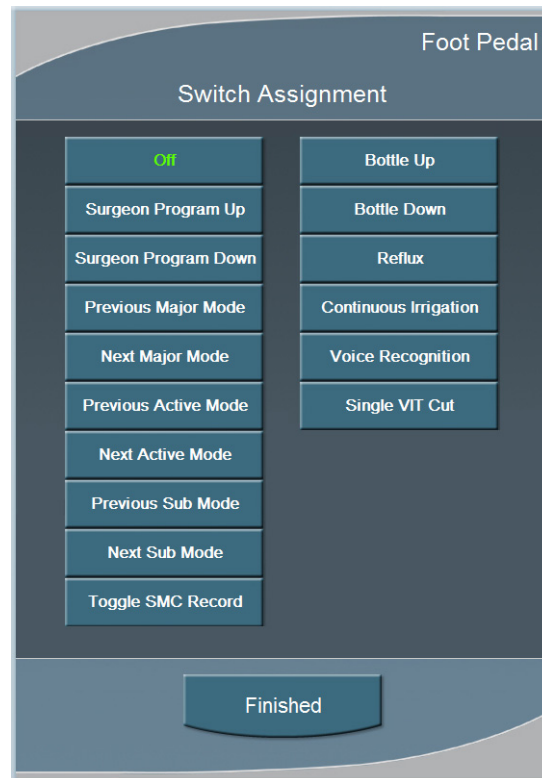 Foot Pedal
Switch Assignment
Off
Surgeon Program Up
Surgeon Program Down
Previous Major Mode
Next Major Mode
Previous Active Mode
Next Active Mode
Previous Sub Mode
Next Sub Mode
Toggle SMC Record
Bottle Up
Bottle Down
Reflux
Continuous Irrigation
Voice Recognition
Single VIT Cut
Finished